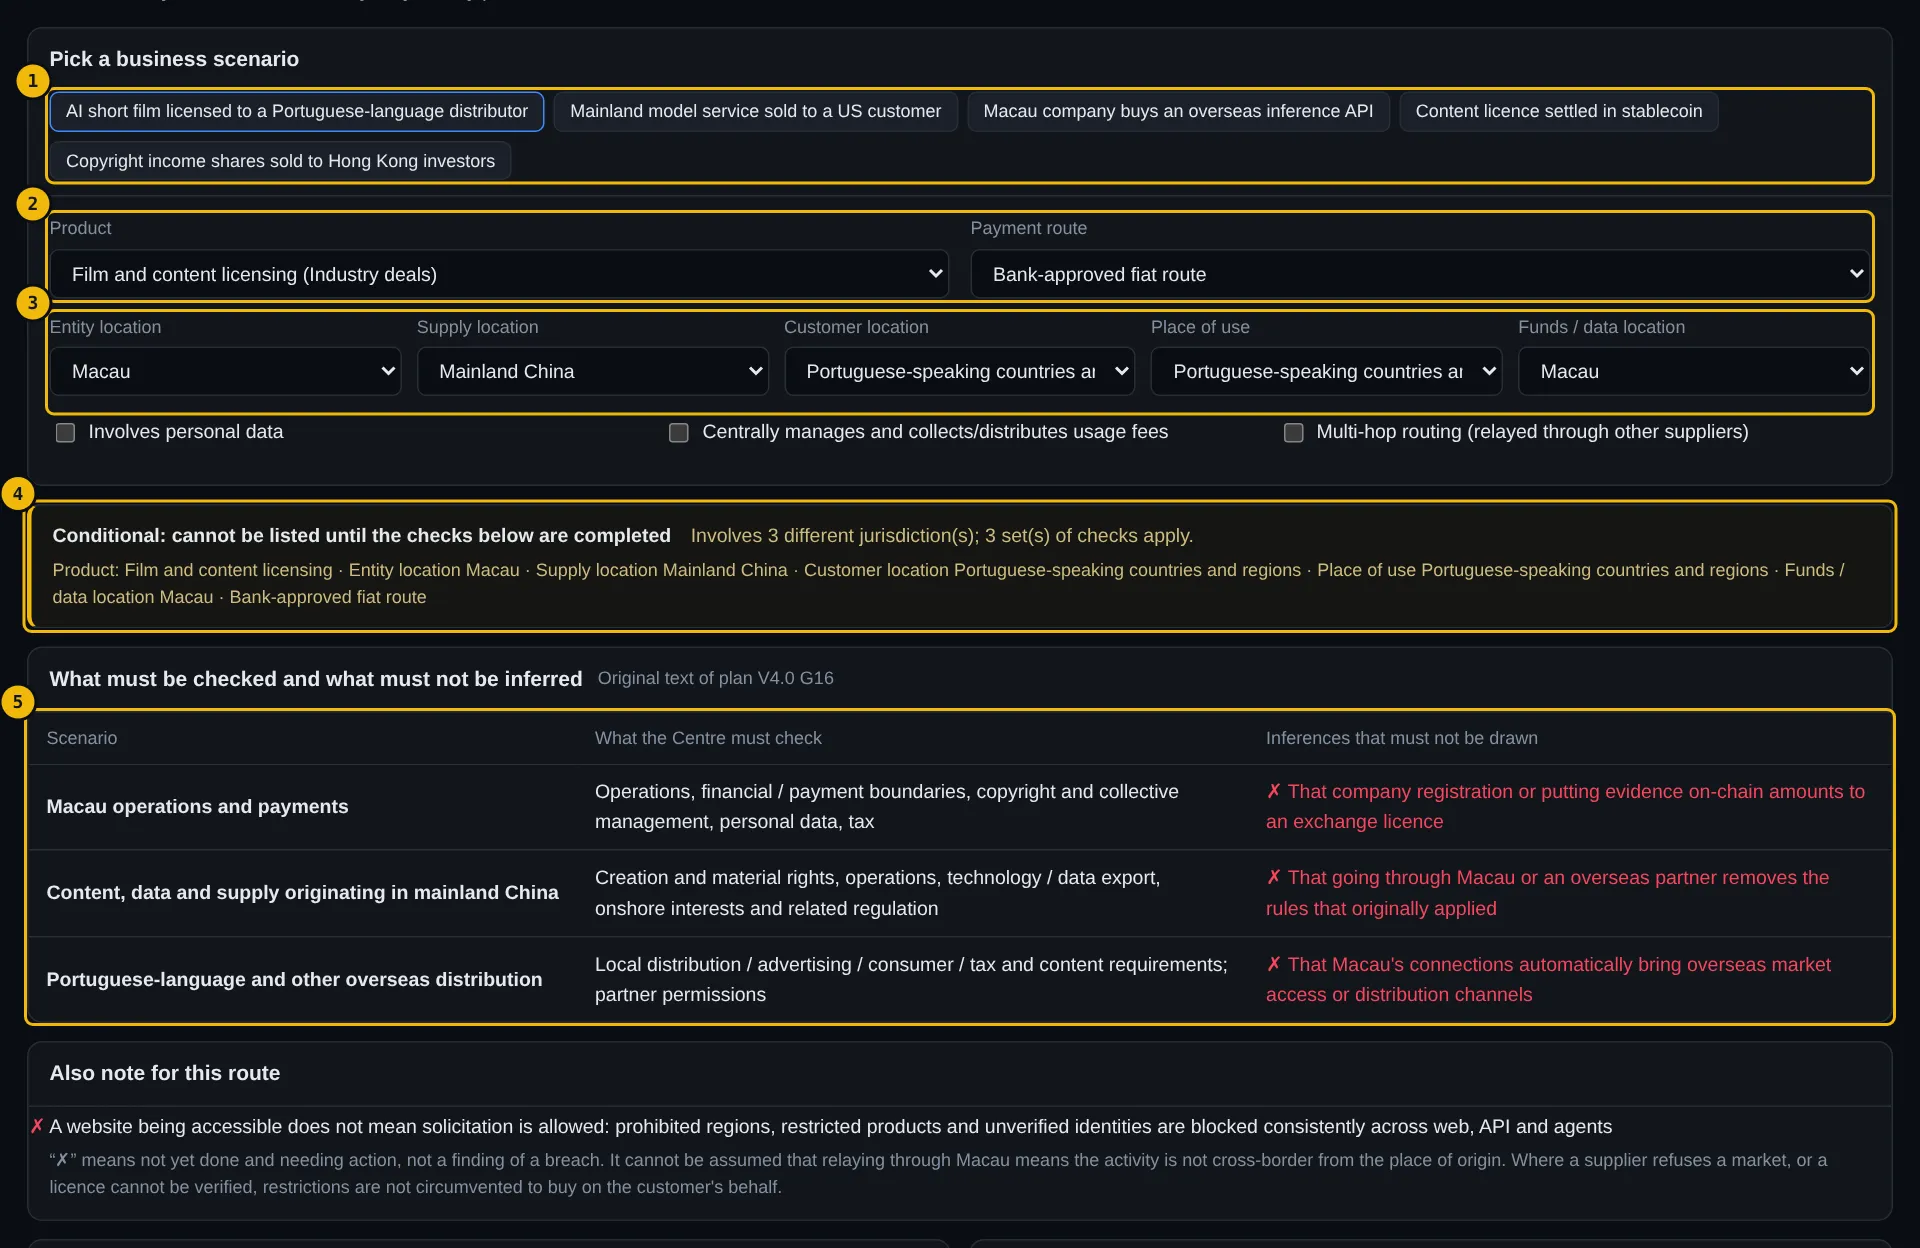 Pick a business scenario
1
AI short film licensed to a Portuguese-language distributor
Mainland model service sold to a US customer
Macau company buys an overseas inference API
Content licence settled in stablecoin
Copyright income shares sold to Hong Kong investors
2
Product
Payment route
Film and content licensing (Industry deals)
Bank-approved fiat route
3
Entity location
Supply location
Customer location
Place of use
Funds / data location
Macau
Mainland China
Portuguese-speaking countries ar
Portuguese-speaking countries ar
Macau
Involves personal data
Centrally manages and collects/distributes usage fees
Multi-hop routing (relayed through other suppliers)
4
Conditional: cannot be listed until the checks below are completed Involves 3 different jurisdiction(s); 3 set(s) of checks apply.
Product: Film and content licensing · Entity location Macau · Supply location Mainland China · Customer location Portuguese-speaking countries and regions · Place of use Portuguese-speaking countries and regions · Funds /
data location Macau · Bank-approved fiat route
What must be checked and what must not be inferred Original text of plan V4.0 G16
5
Scenario
What the Centre must check
Inferences that must not be drawn
Macau operations and payments
Operations, financial / payment boundaries, copyright and collective
management, personal data, tax
✗ That company registration or putting evidence on-chain amounts to
an exchange licence
Content, data and supply originating in mainland China
Creation and material rights, operations, technology / data export,
onshore interests and related regulation
✗ That going through Macau or an overseas partner removes the
rules that originally applied
Portuguese-language and other overseas distribution
Local distribution / advertising / consumer / tax and content requirements;
partner permissions
✗ That Macau's connections automatically bring overseas market
access or distribution channels
Also note for this route
✗ A website being accessible does not mean solicitation is allowed: prohibited regions, restricted products and unverified identities are blocked consistently across web, API and agents
“✗” means not yet done and needing action, not a finding of a breach. It cannot be assumed that relaying through Macau means the activity is not cross-border from the place of origin. Where a supplier refuses a market, or a
licence cannot be verified, restrictions are not circumvented to buy on the customer's behalf.